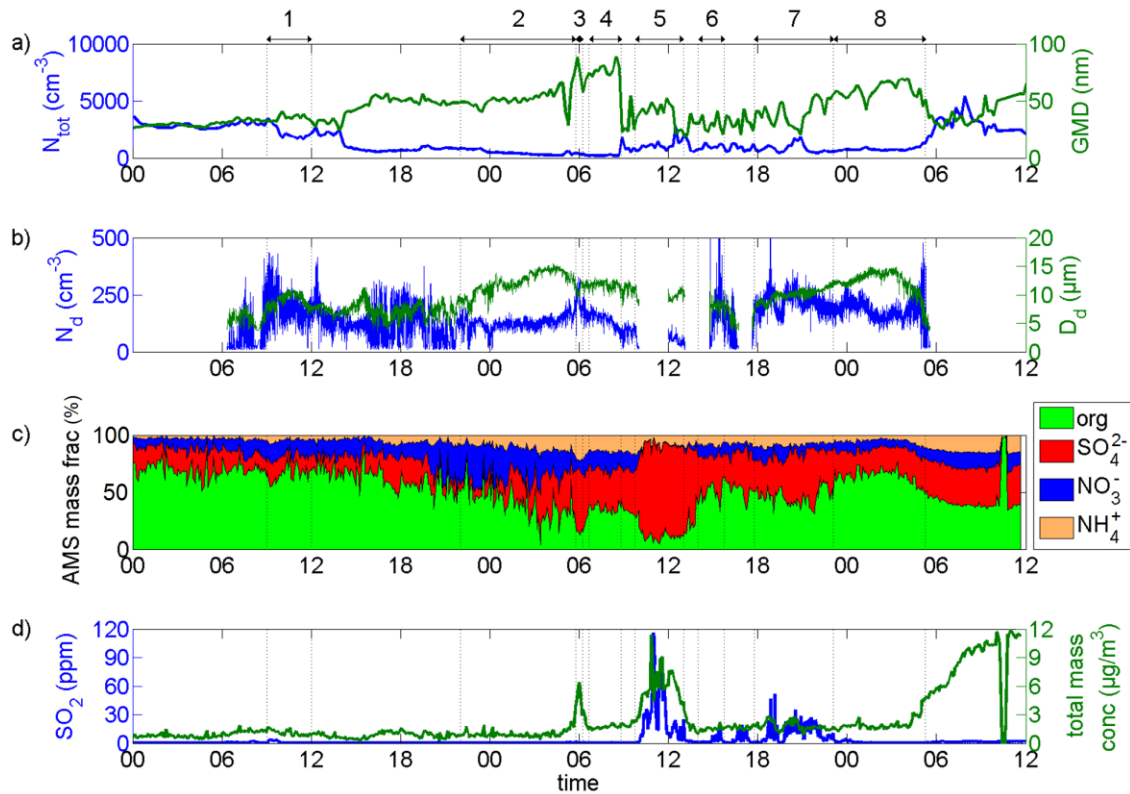 1 2 3 4 5 6 7 8
a)
N_tot (cm⁻³)
10000
5000
0
100
50
0
GMD (nm)
00 06 12 18 00 06 12 18 00 06 12
b)
N_d (cm⁻³)
500
250
0
20
15
10
5
0
D_d (µm)
00 06 12 18 00 06 12 18 00 06 12
c)
AMS mass frac (%)
100
50
0
org
SO₄²⁻
NO₃⁻
NH₄⁺
00 06 12 18 00 06 12 18 00 06 12
d)
SO₂ (ppm)
120
90
60
30
0
12
9
6
3
0
total mass
conc (µg/m³)
00 06 12 18 00 06 12 18 00 06 12
time